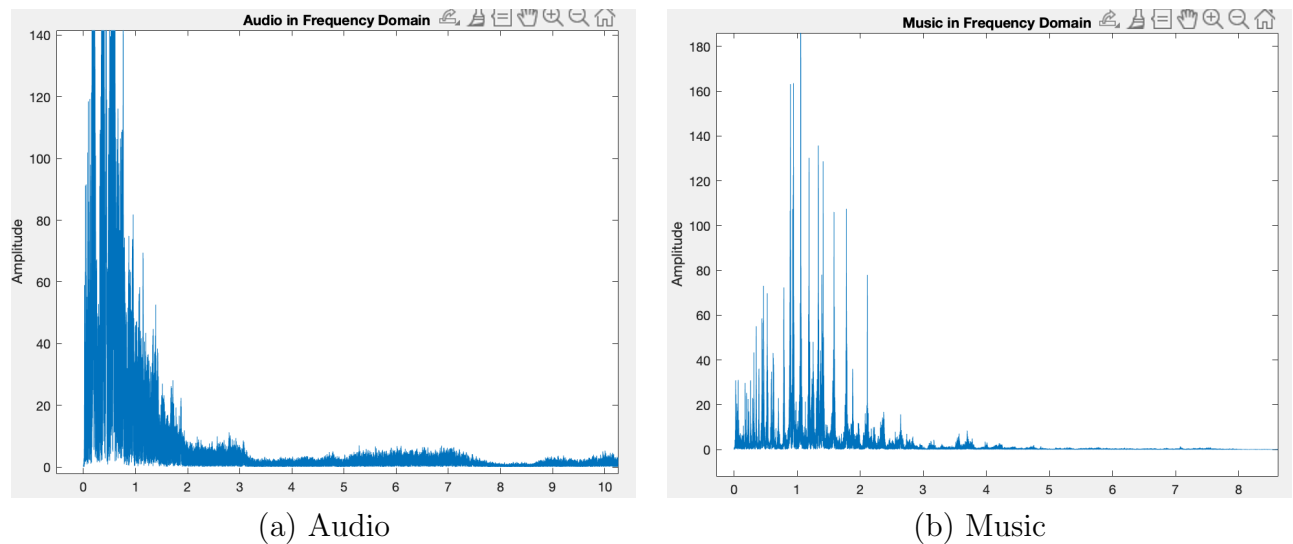 Audio in Frequency Domain
140
120
100
80
60
40
20
0
Amplitude
0 1 2 3 4 5 6 7 8 9 10
(a) Audio
Music in Frequency Domain
180
160
140
120
100
80
60
40
20
0
Amplitude
0 1 2 3 4 5 6 7 8
(b) Music